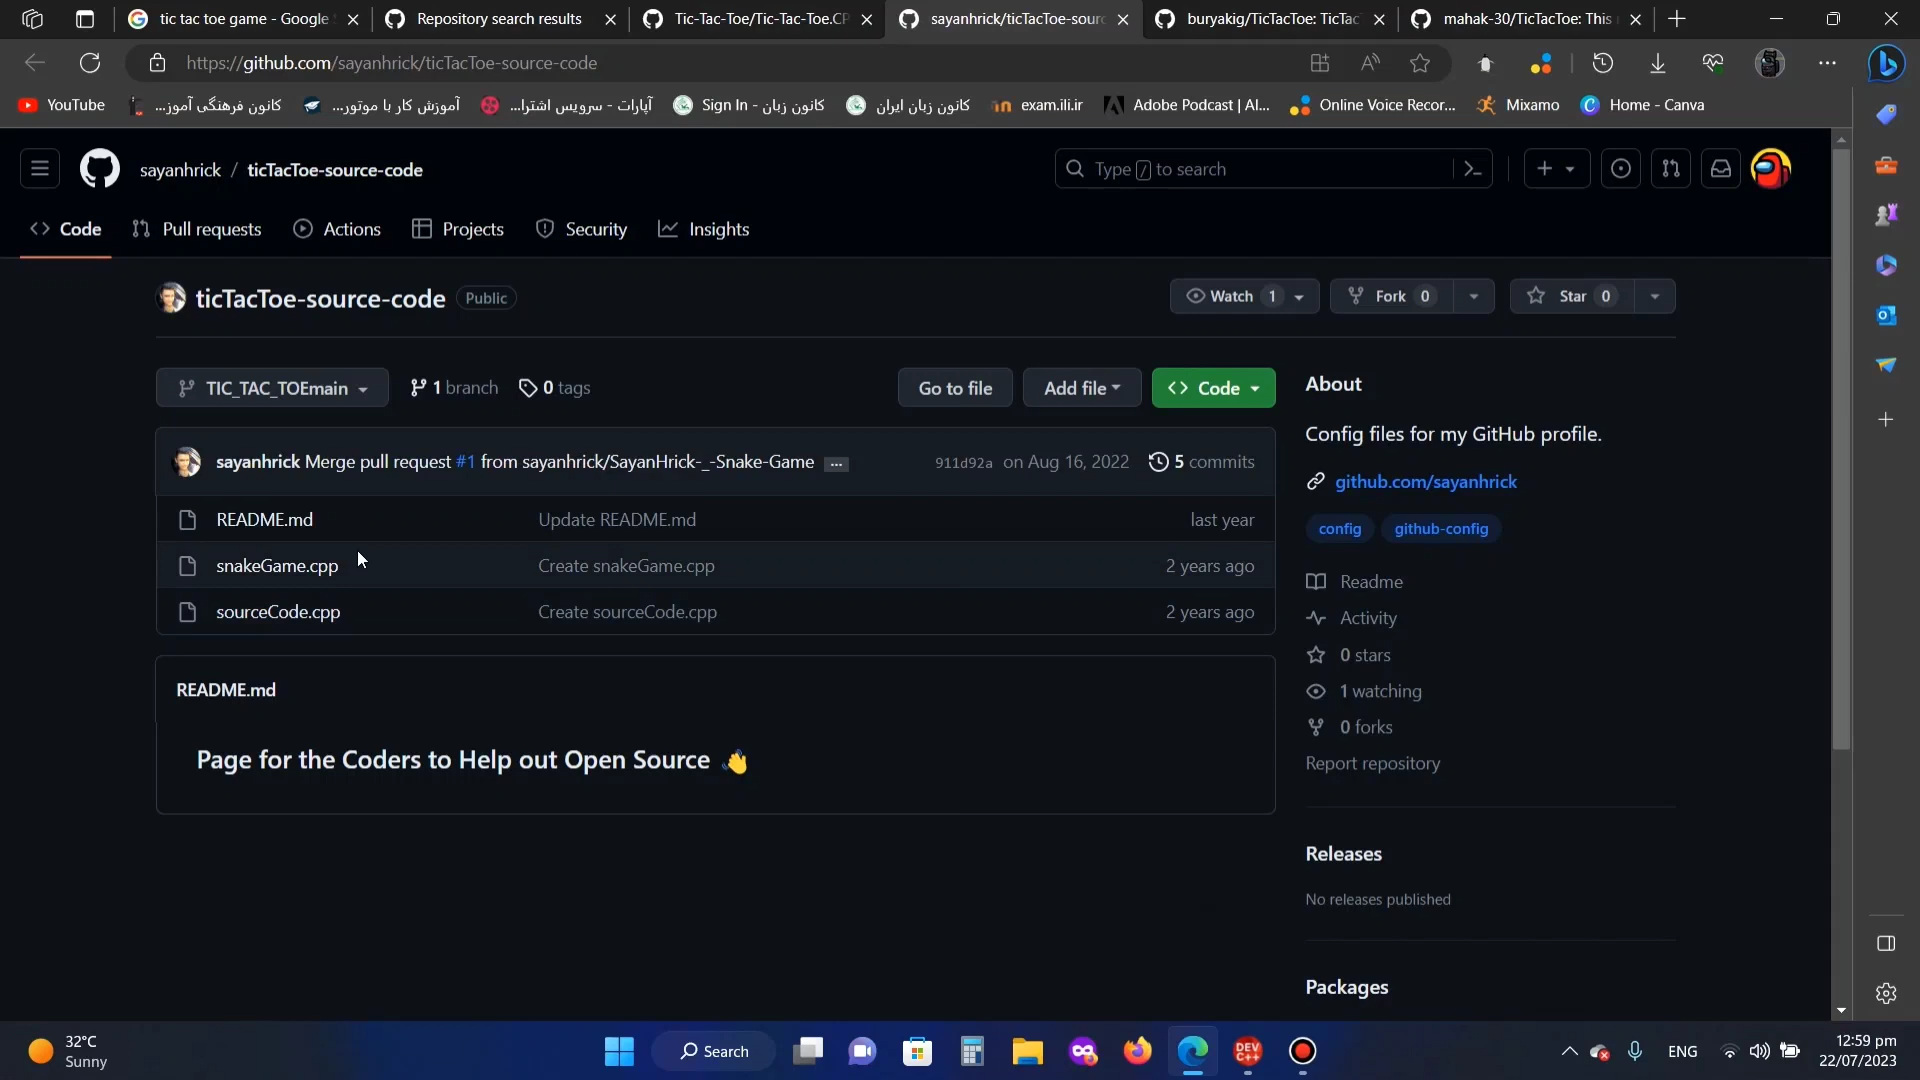 tic tac toe game - Google
Repository search results
Tic-Tac-Toe/Tic-Tac-Toe.CP
sayanhrick/ticTacToe-sourc
buryakig/TicTacToe: TicTac
mahak-30/TicTacToe: This
https://github.com/sayanhrick/ticTacToe-source-code
YouTube
کانون فرهنگی آموز...
آموزش کار با موتور...
آپارات - سرویس اشترا...
Sign In - کانون زبان
کانون زبان ایران
exam.ili.ir
Adobe Podcast | Al...
Online Voice Recor...
Mixamo
Home - Canva
sayanhrick / ticTacToe-source-code
Type / to search
Code
Pull requests
Actions
Projects
Security
Insights
ticTacToe-source-code Public
Watch 1
Fork 0
Star 0
TIC_TAC_TOEmain
1 branch
0 tags
Go to file
Add file
Code
sayanhrick Merge pull request #1 from sayanhrick/SayanHrick-_-Snake-Game ...
911d92a on Aug 16, 2022
5 commits
README.md Update README.md last year
snakeGame.cpp Create snakeGame.cpp 2 years ago
sourceCode.cpp Create sourceCode.cpp 2 years ago
README.md
Page for the Coders to Help out Open Source 👋
About
Config files for my GitHub profile.
github.com/sayanhrick
config github-config
Readme
Activity
0 stars
1 watching
0 forks
Report repository
Releases
No releases published
Packages
32°C
Sunny
Search
DEV
C++
ENG
12:59 pm
22/07/2023